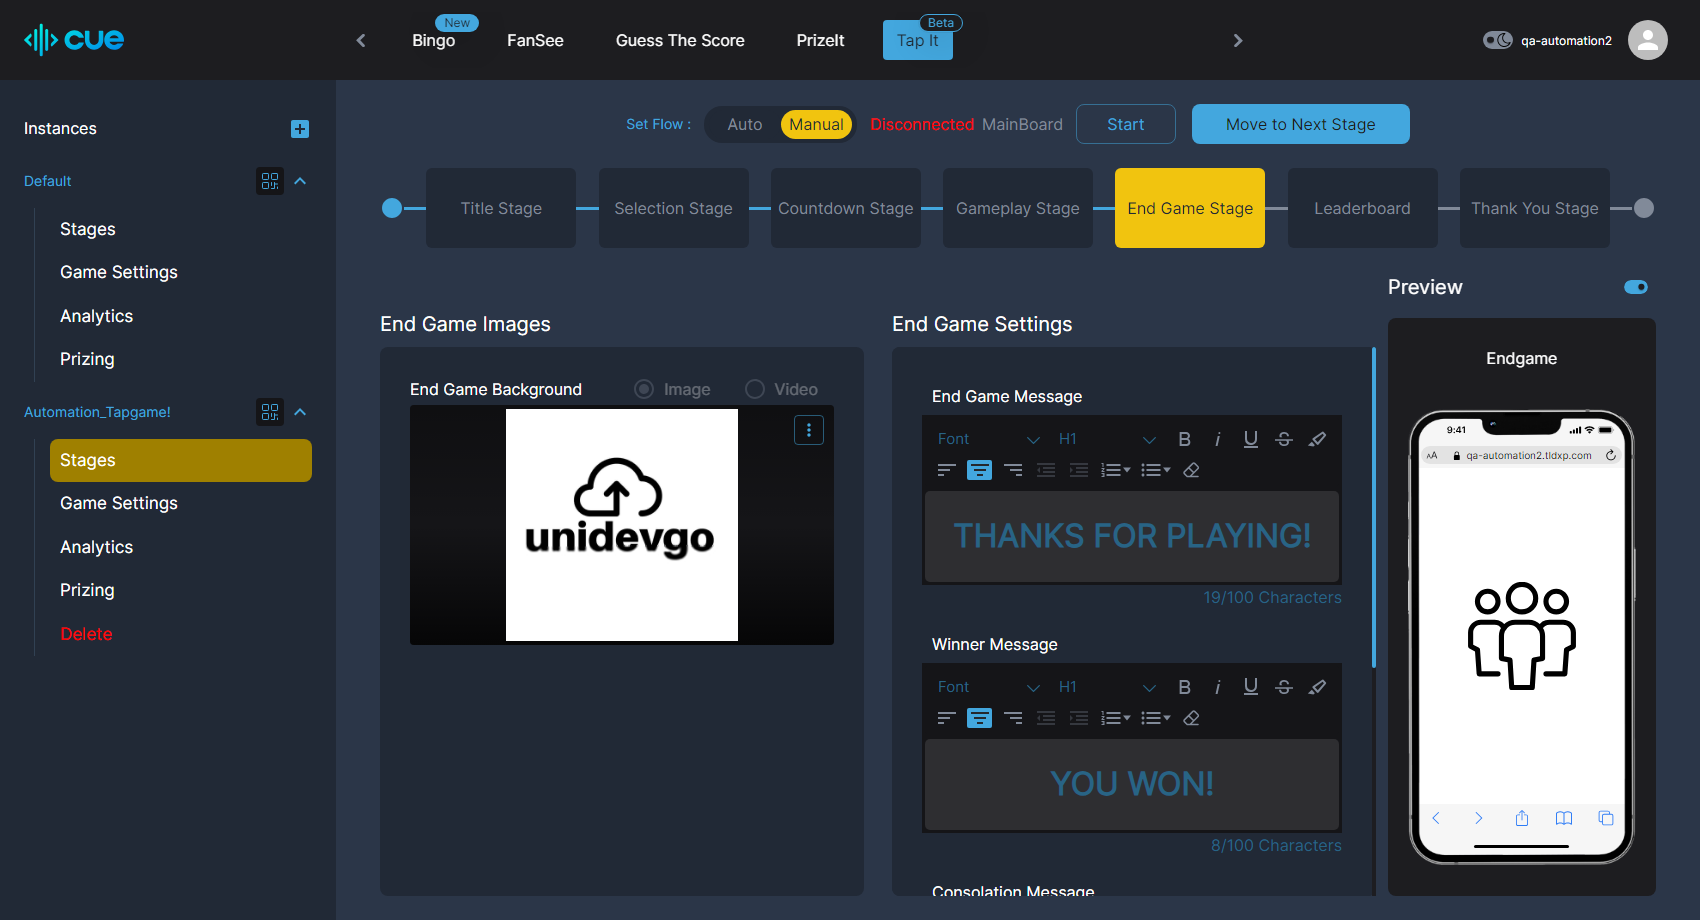 cue
Bingo
New
FanSee
Guess The Score
PrizeIt
Tap It
Beta
qa-automation2
Instances
Default
Stages
Game Settings
Analytics
Prizing
Automation_Tapgame!
Stages
Game Settings
Analytics
Prizing
Delete
Set Flow :
Auto
Manual
Disconnected
MainBoard
Start
Move to Next Stage
Title Stage
Selection Stage
Countdown Stage
Gameplay Stage
End Game Stage
Leaderboard
Thank You Stage
End Game Images
End Game Background
Image
Video
unidevgo
End Game Settings
End Game Message
Font
H1
B
i
U
S
THANKS FOR PLAYING!
19/100 Characters
Winner Message
Font
H1
B
i
U
S
YOU WON!
8/100 Characters
Consolation Message
Preview
Endgame
9:41
AA
qa-automation2.tldxp.com